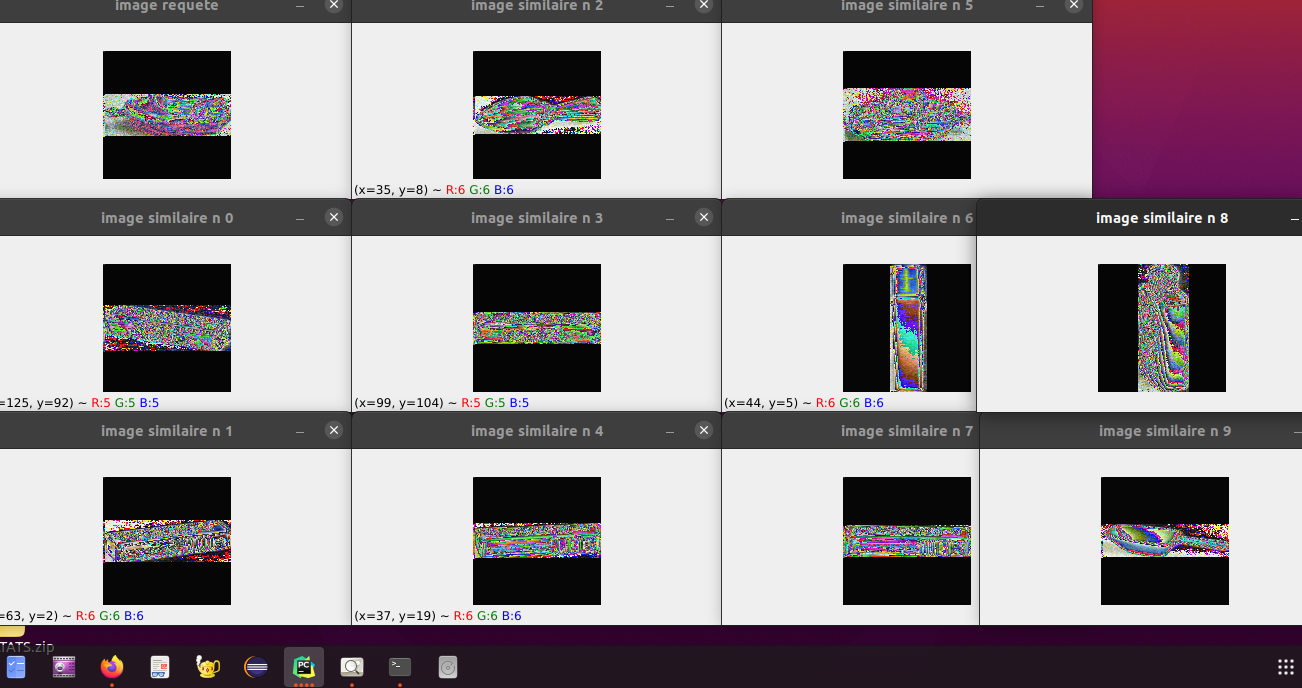 image requete
image similaire n 2
image similaire n 5
(x=35, y=8) ~ R:6 G:6 B:6
image similaire n 0
image similaire n 3
image similaire n 6
image similaire n 8
=125, y=92) ~ R:5 G:5 B:5
(x=99, y=104) ~ R:5 G:5 B:5
(x=44, y=5) ~ R:6 G:6 B:6
image similaire n 1
image similaire n 4
image similaire n 7
image similaire n 9
=63, y=2) ~ R:6 G:6 B:6
(x=37, y=19) ~ R:6 G:6 B:6
TATS.zip
PC